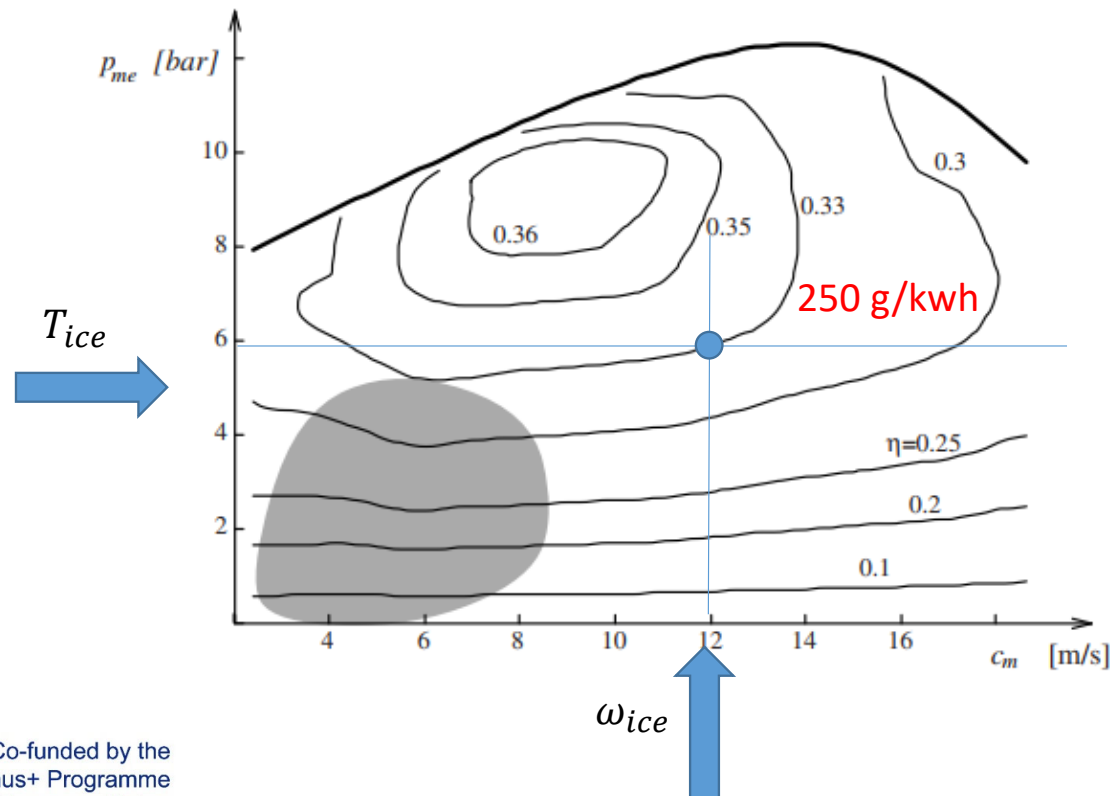 p_me [bar]
10
8
6
4
2
T_ice
0.36
0.35
0.33
0.3
250 g/kwh
η=0.25
0.2
0.1
4 6 8 10 12 14 16
c_m [m/s]
ω_ice
Co-funded by the
us+ Programme